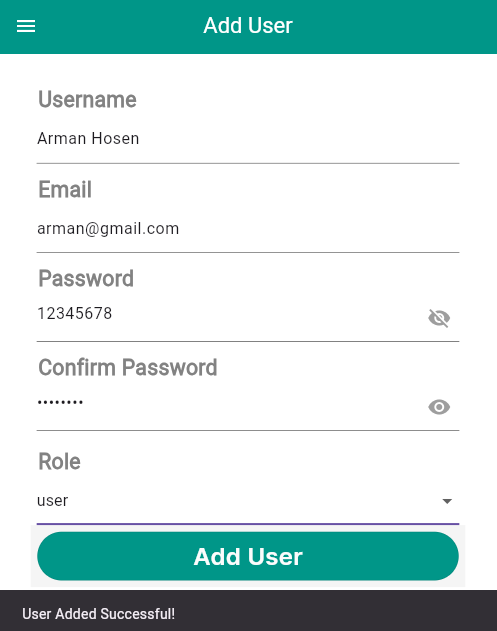 Add User
Username
Arman Hosen
Email
arman@gmail.com
Password
12345678
Confirm Password
••••••••
Role
user
Add User
User Added Successful!